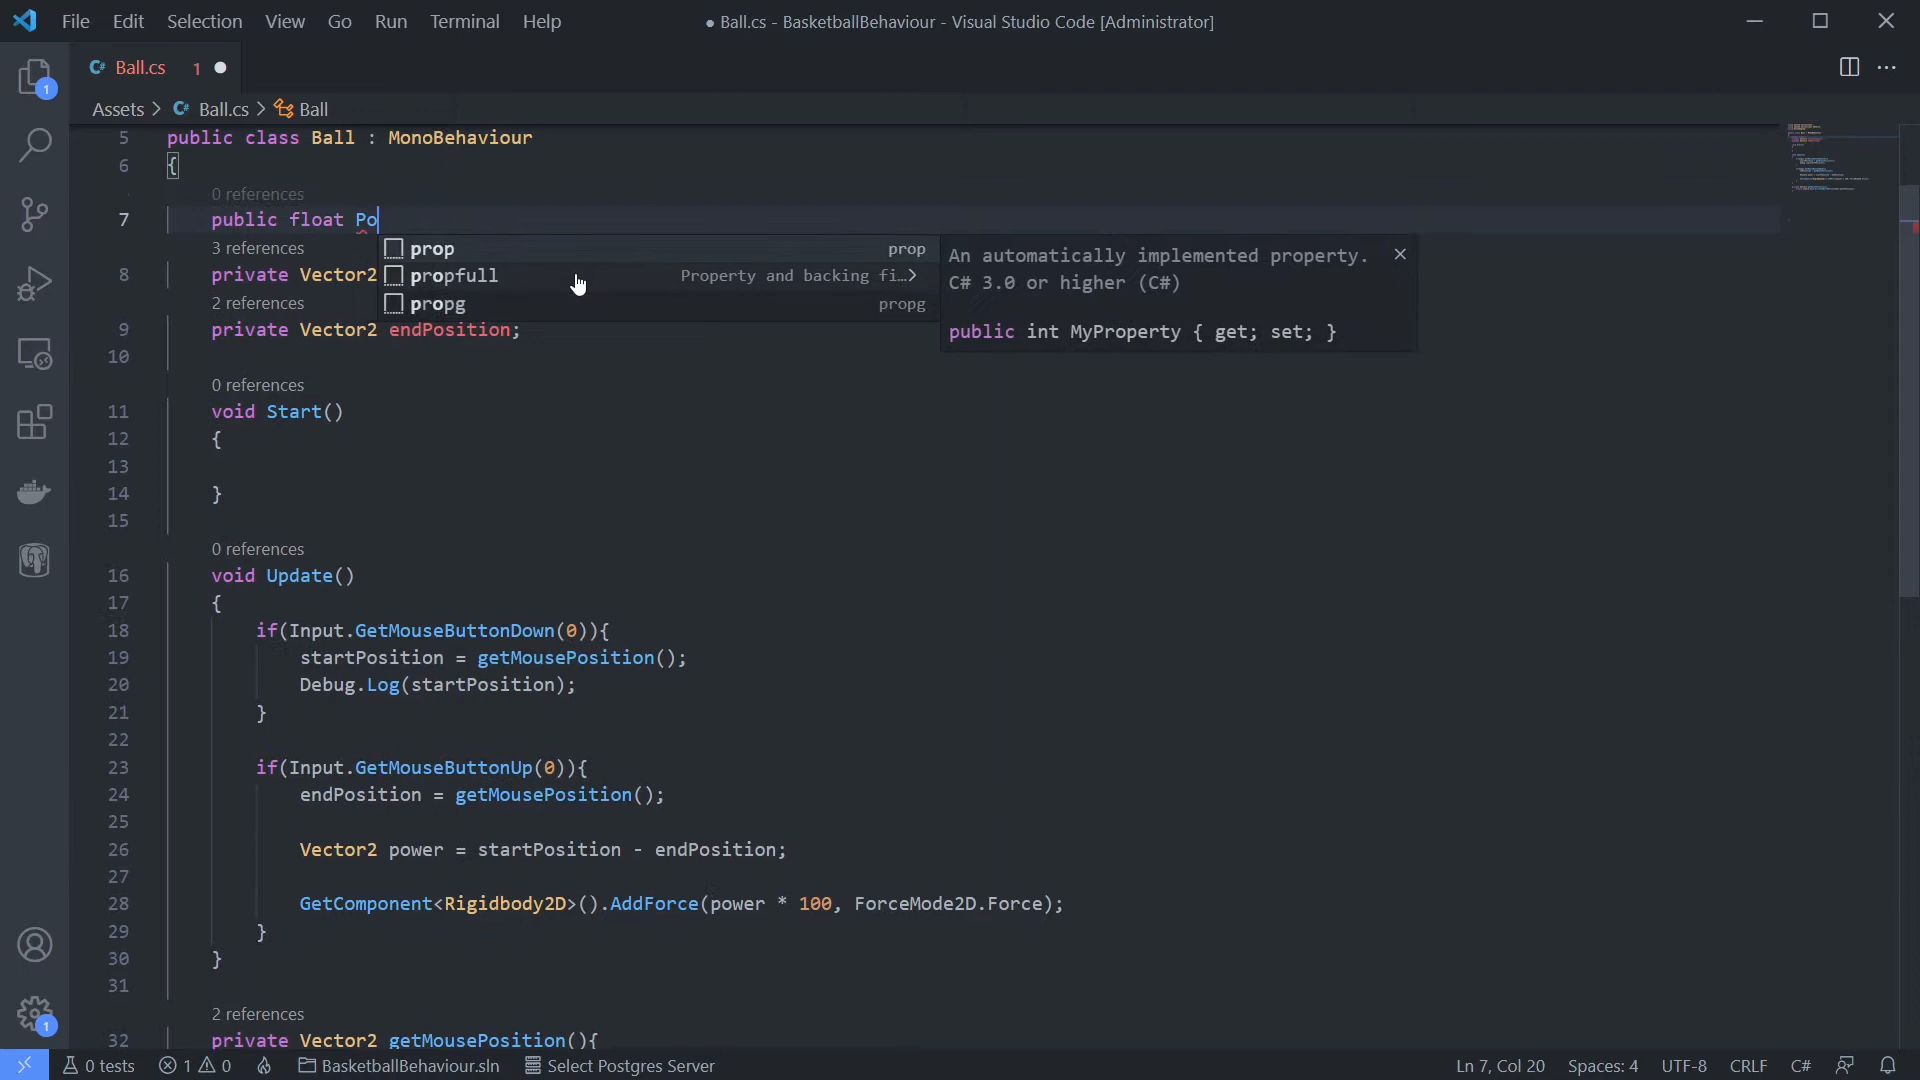 File Edit Selection View Go Run Terminal Help
● Ball.cs - BasketballBehaviour - Visual Studio Code [Administrator]
C# Ball.cs 1 ●
Assets > C# Ball.cs > Ball
5 public class Ball : MonoBehaviour
6 {
0 references
7 public float Po
3 references
prop prop
8 private Vector2
propfull Property and backing fi…>
2 references
propg propg
An automatically implemented property.
C# 3.0 or higher (C#)
public int MyProperty { get; set; }
9 private Vector2 endPosition;
10
0 references
11 void Start()
12 {
13
14 }
15
0 references
16 void Update()
17 {
18 if(Input.GetMouseButtonDown(0)){
19 startPosition = getMousePosition();
20 Debug.Log(startPosition);
21 }
22
23 if(Input.GetMouseButtonUp(0)){
24 endPosition = getMousePosition();
25
26 Vector2 power = startPosition - endPosition;
27
28 GetComponent<Rigidbody2D>().AddForce(power * 100, ForceMode2D.Force);
29 }
30 }
31
2 references
32 private Vector2 getMousePosition(){
1
1
0 tests 1 0 BasketballBehaviour.sln Select Postgres Server Ln 7, Col 20 Spaces: 4 UTF-8 CRLF C#